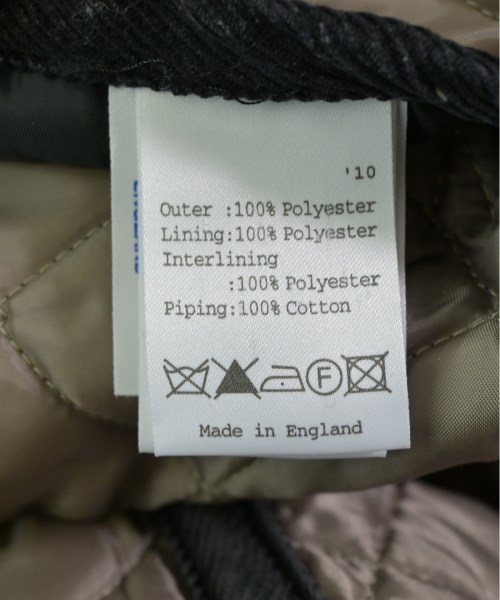 '10
Outer :100% Polyester
Lining:100% Polyester
Interlining
:100% Polyester
Piping:100% Cotton
F
Made in England